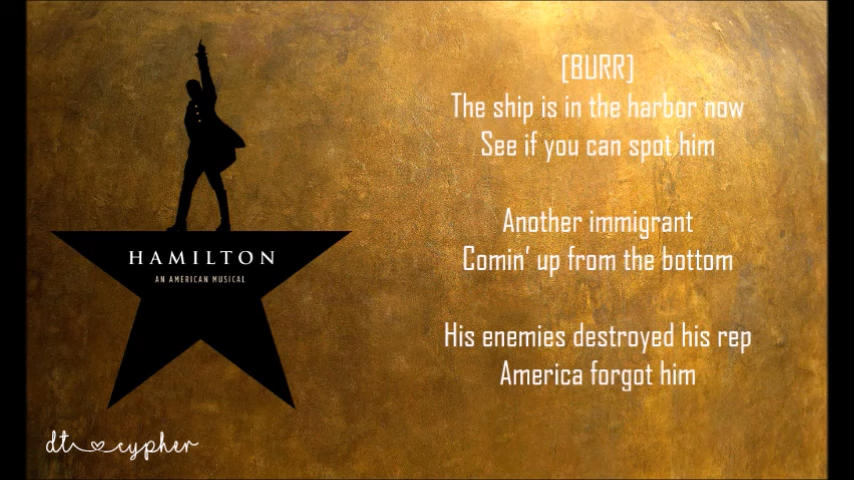 HAMILTON
AN AMERICAN MUSICAL
dt cypher
[BURR]
The ship is in the harbor now
See if you can spot him
Another immigrant
Comin' up from the bottom
His enemies destroyed his rep
America forgot him